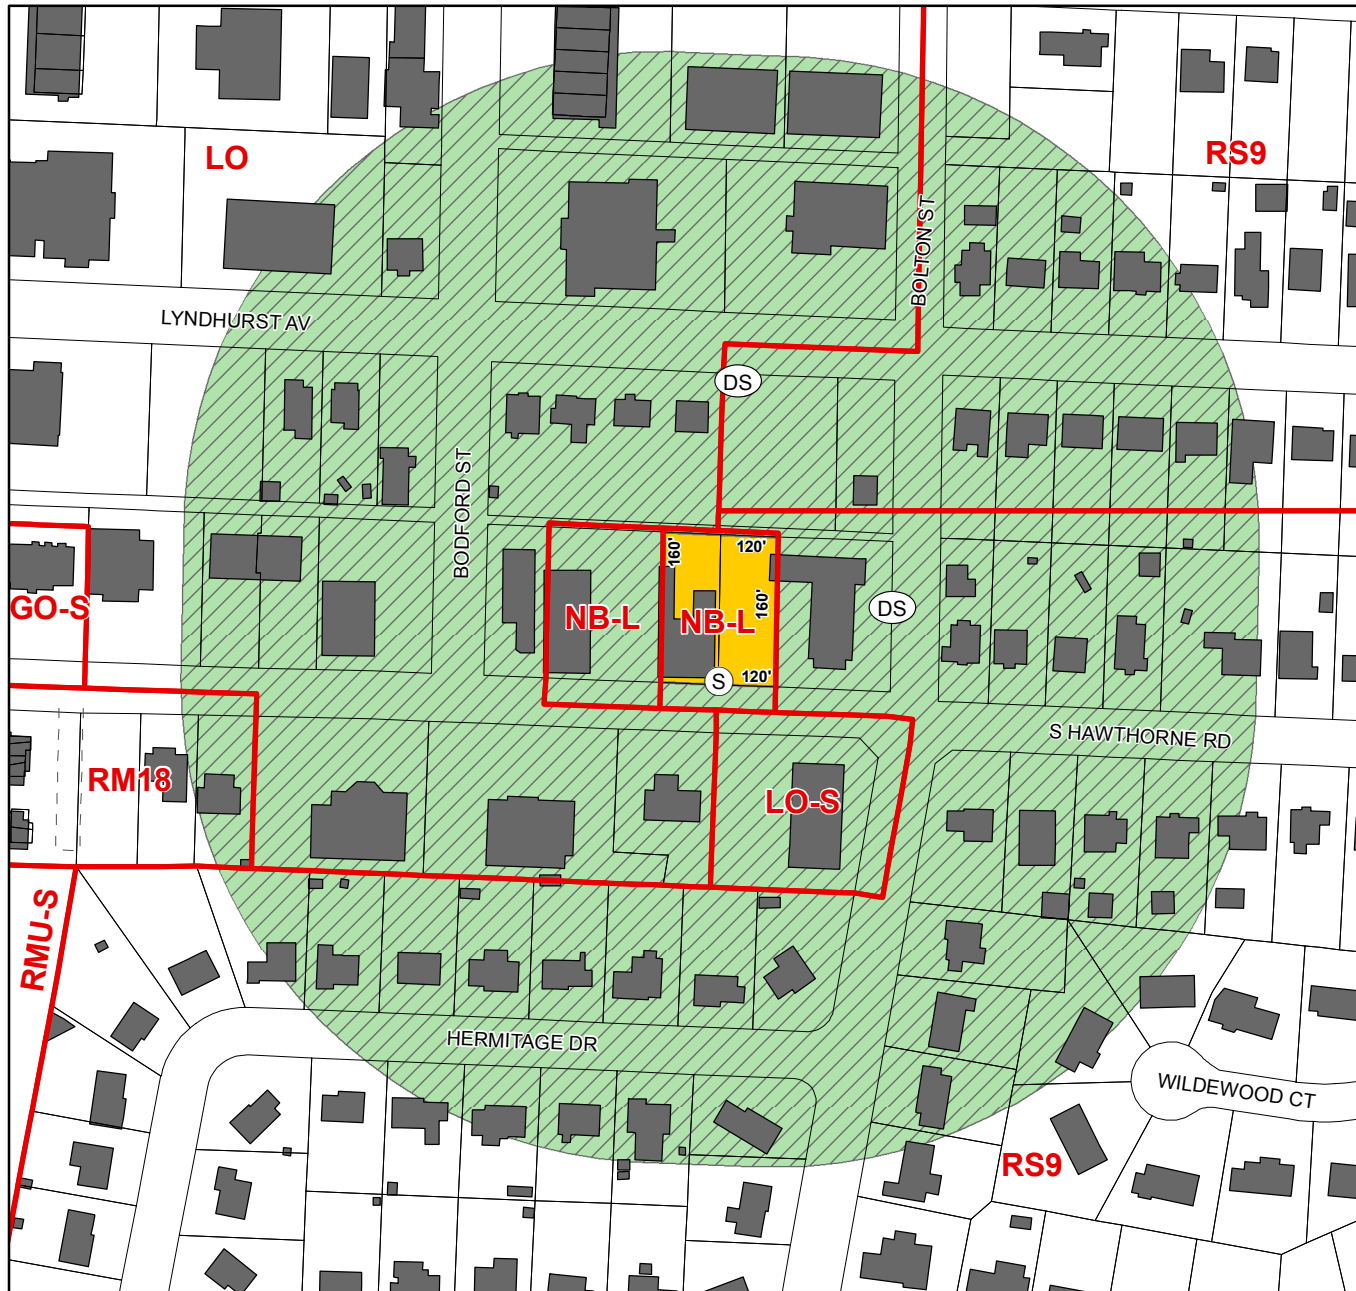 LO
RS9
BOLTON ST
LYNDHURST AV
DS
BODFORD ST
160'
120'
GO-S
NB-L
NB-L
160'
DS
120'
S
S HAWTHORNE RD
RM18
LO-S
RMU-S
HERMITAGE DR
WILDEWOOD CT
RS9